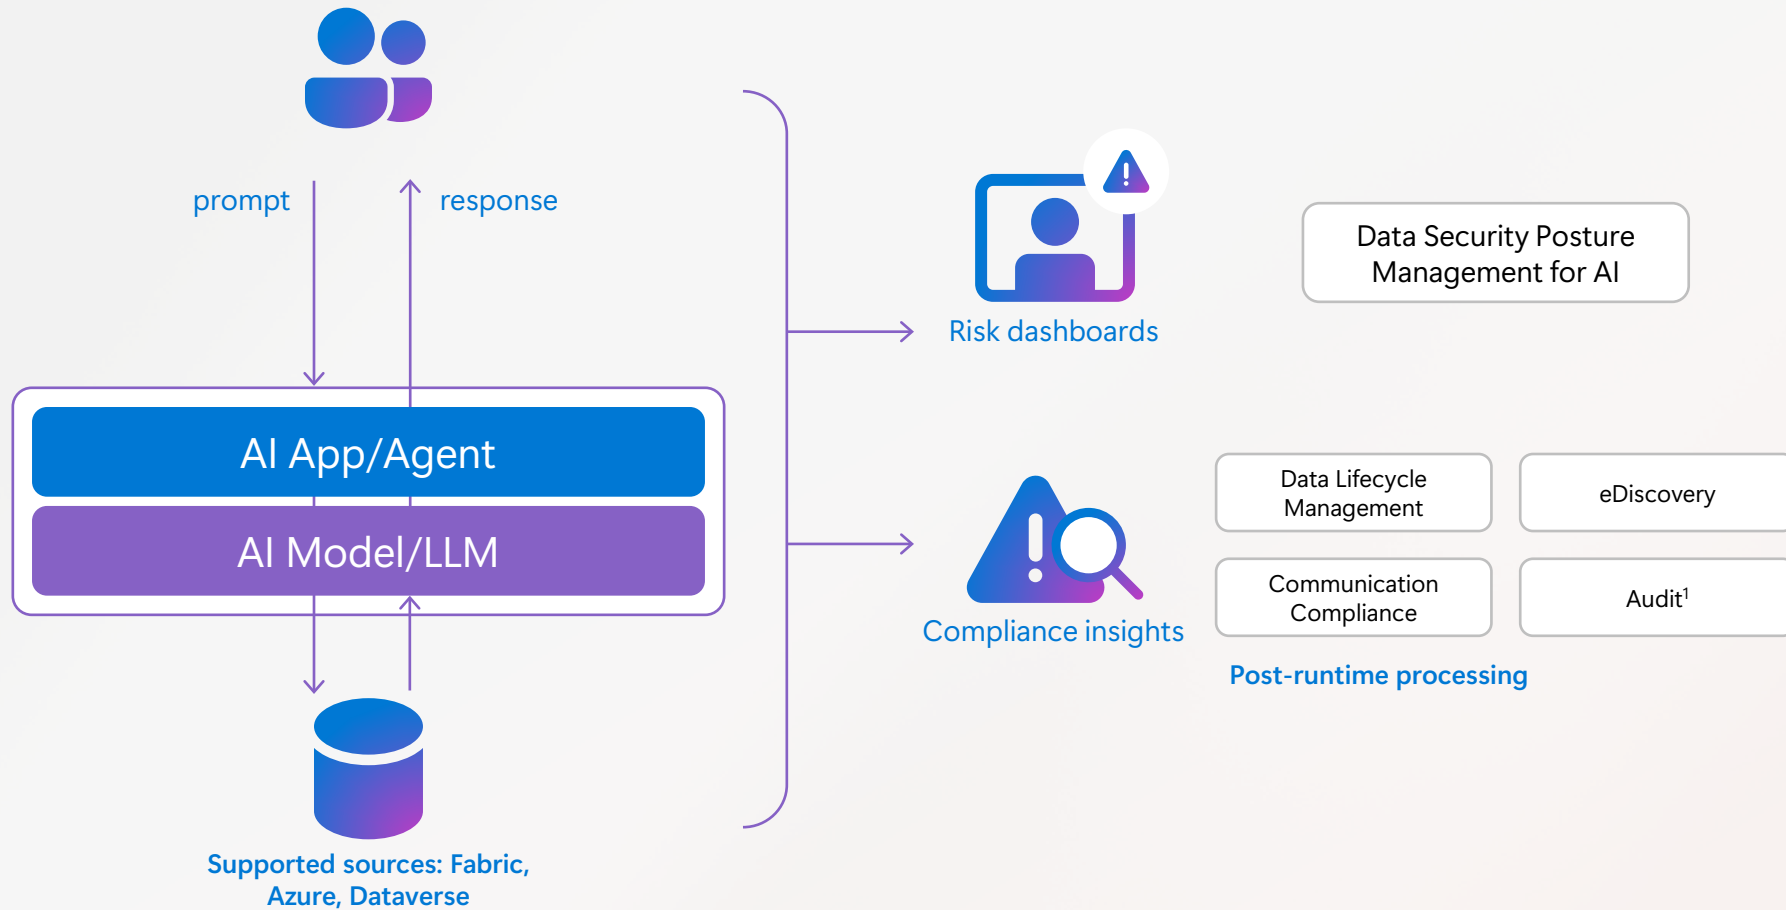 prompt
response
AI App/Agent
AI Model/LLM
Supported sources: Fabric,
Azure, Dataverse
Risk dashboards
Data Security Posture
Management for AI
Compliance insights
Data Lifecycle
Management
eDiscovery
Communication
Compliance
Audit¹
Post-runtime processing